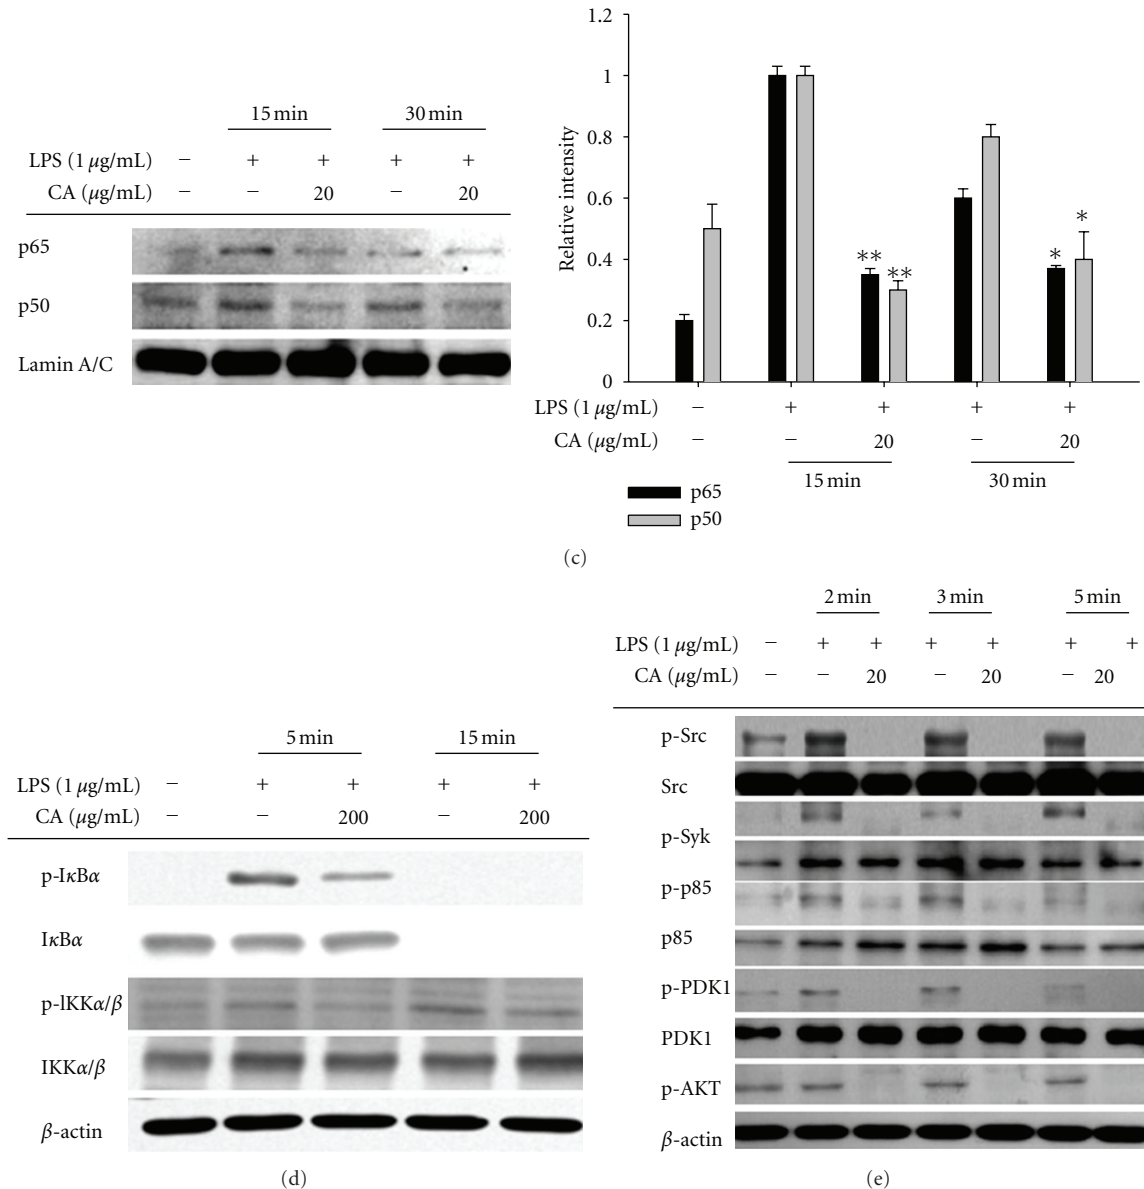 15 min 30 min
LPS (1 µg/mL) − + + + +
CA (µg/mL) − − 20 − 20
p65
p50
Lamin A/C
1.2
1
0.8
0.6
0.4
0.2
0
Relative intensity
** ** * *
LPS (1 µg/mL) − + + + +
CA (µg/mL) − − 20 − 20
15 min 30 min
p65
p50
(c)
5 min 15 min
LPS (1 µg/mL) − + + + +
CA (µg/mL) − − 200 − 200
p-IκBα
IκBα
p-lKKα/β
IKKα/β
β-actin
(d)
2 min 3 min 5 min
LPS (1 µg/mL) − + + + + + +
CA (µg/mL) − − 20 − 20 − 20
p-Src
Src
p-Syk
p-p85
p85
p-PDK1
PDK1
p-AKT
β-actin
(e)